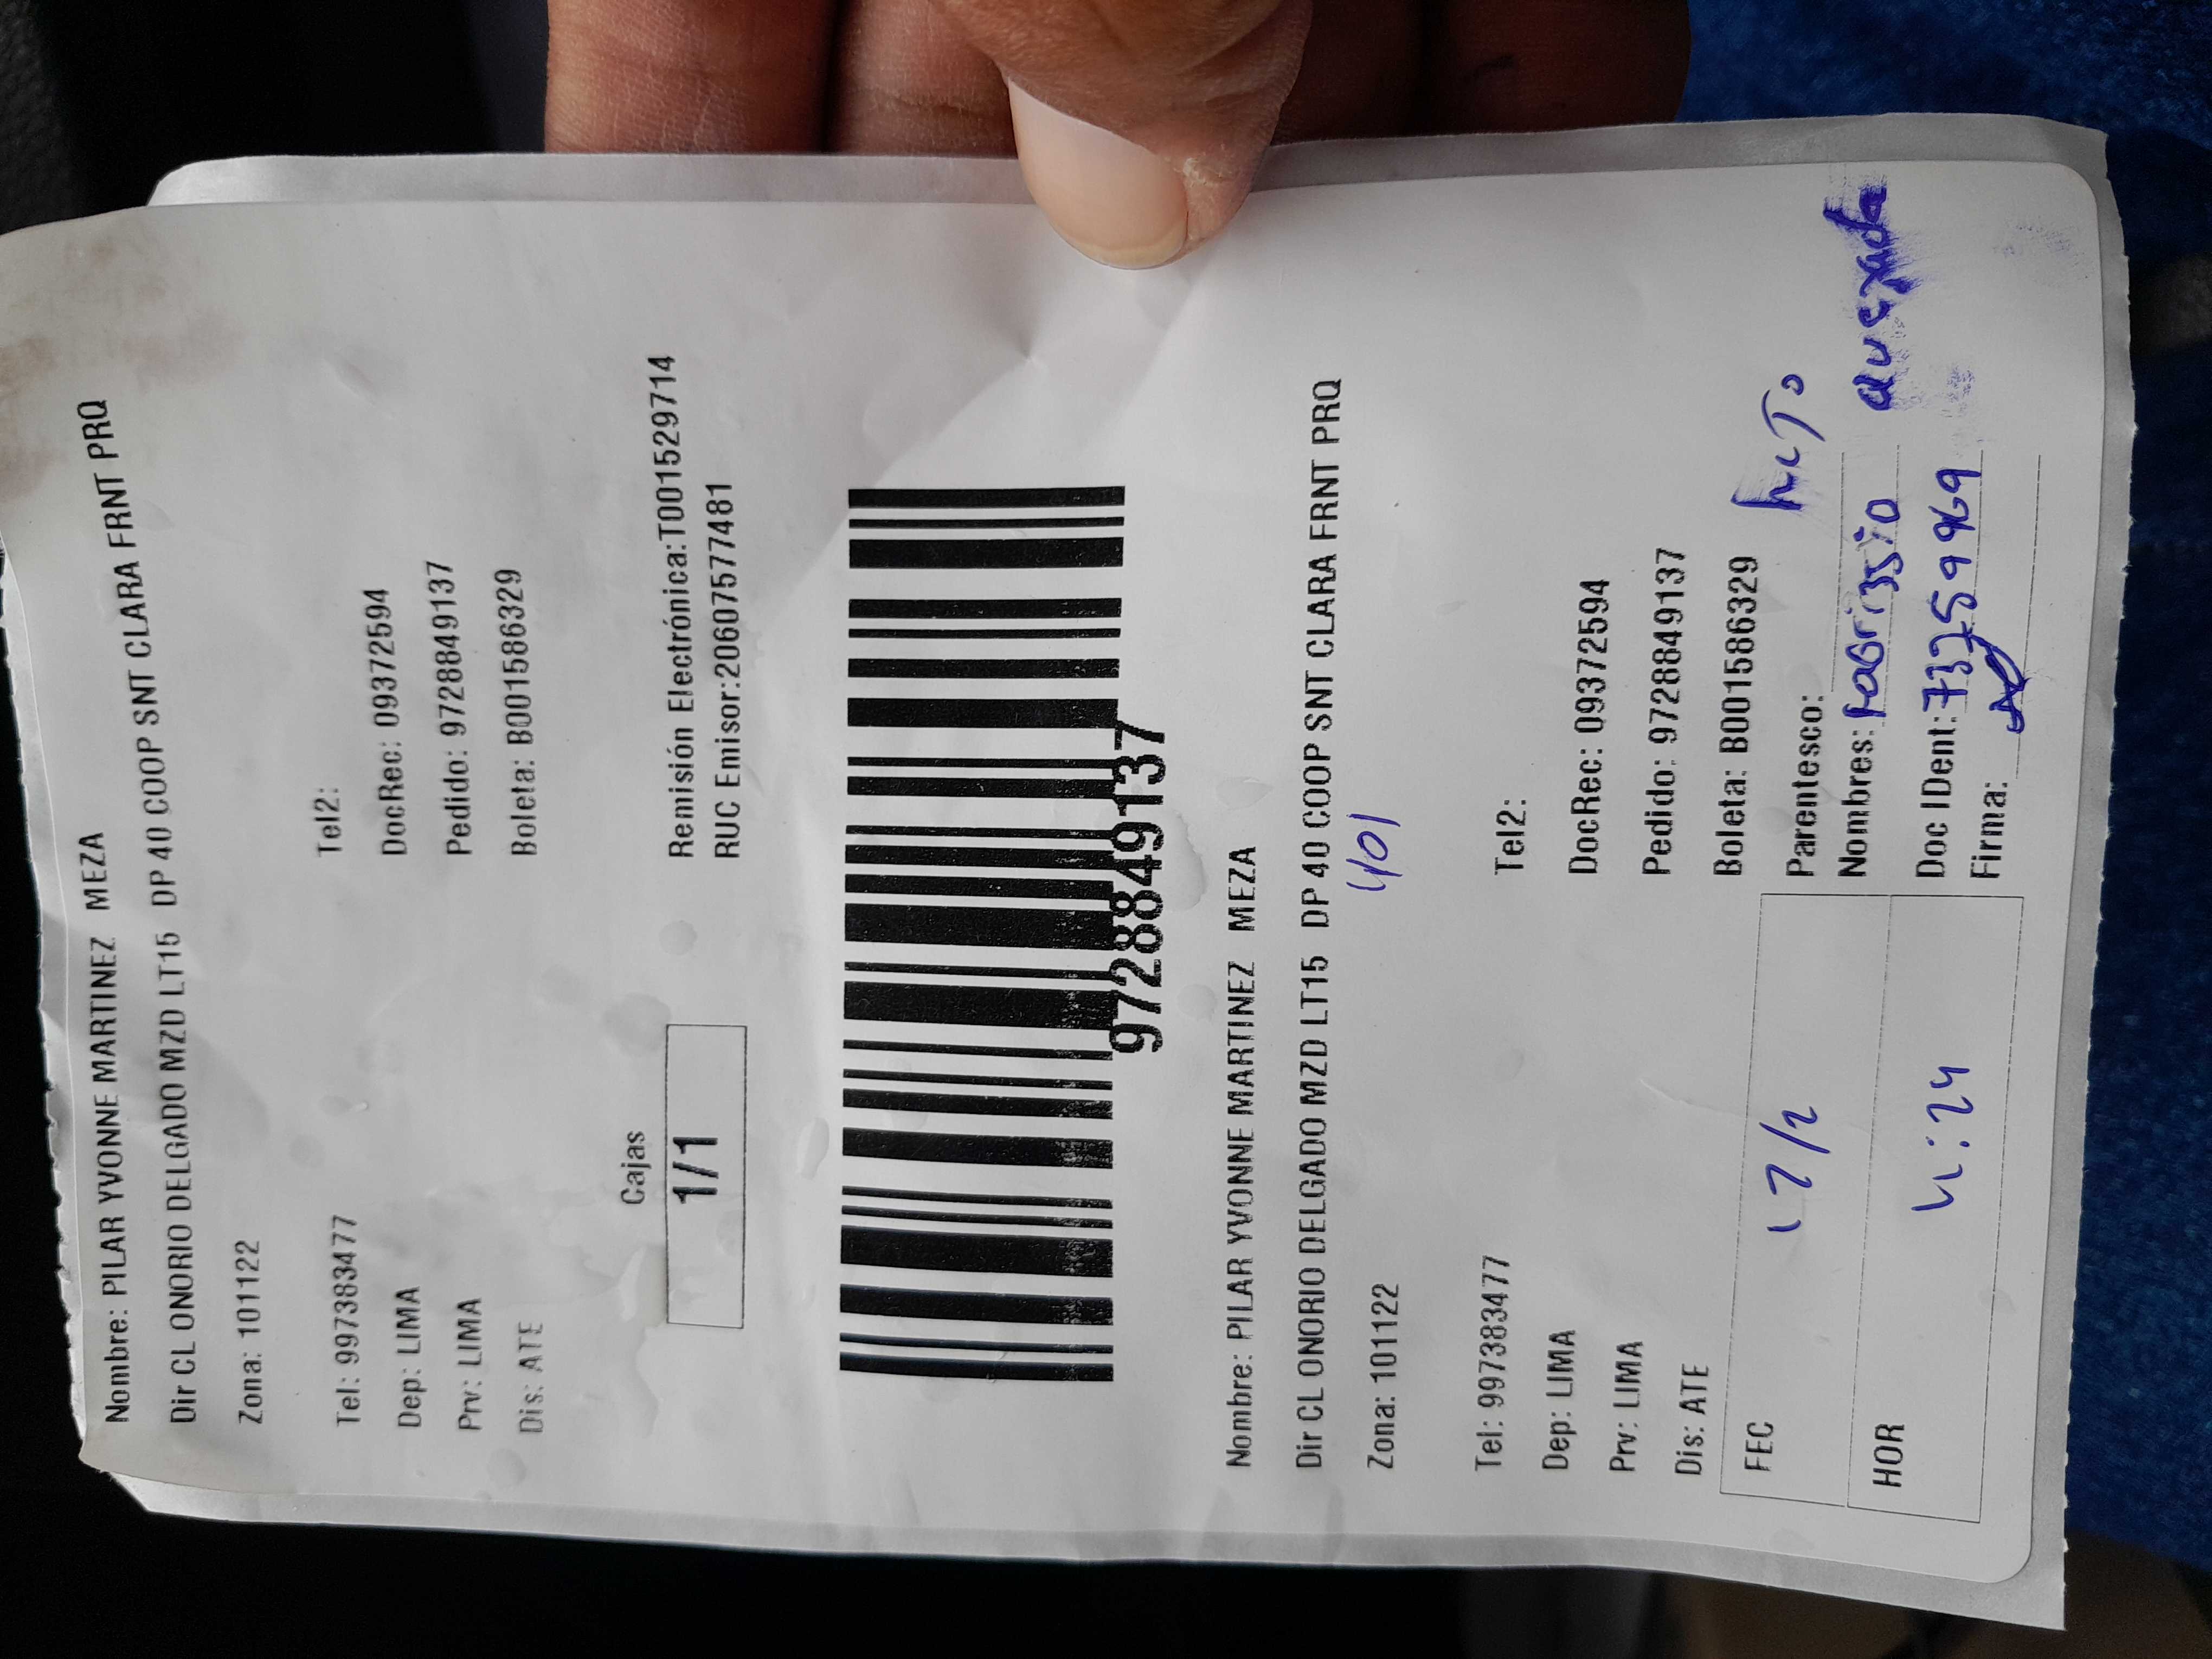 Nombre: PILAR YVONNE MARTINEZ MEZA
Dir CL ONORIO DELGADO MZD LT15 DP 40 COOP SNT CLARA FRNT PRQ
Zona: 101122
Tel: 997383477 Tel2:
Dep: LIMA DocRec: 09372594
Prv: LIMA Pedido: 9728849137
Dis: ATE Boleta: B001586329
Cajas
1/1
Remisión Electrónica:T001529714
RUC Emisor:20607577481
9728849137
Nombre: PILAR YVONNE MARTINEZ MEZA
Dir CL ONORIO DELGADO MZD LT15 DP 40 COOP SNT CLARA FRNT PRQ
401
Zona: 101122
Tel: 997383477 Tel2:
Dep: LIMA DocRec: 09372594
Prv: LIMA Pedido: 9728849137
Dis: ATE Boleta: B001586329
FEC 17/2
Parentesco:
Nombres: Fabrizzio
HOR
Doc IDent:
Firma: